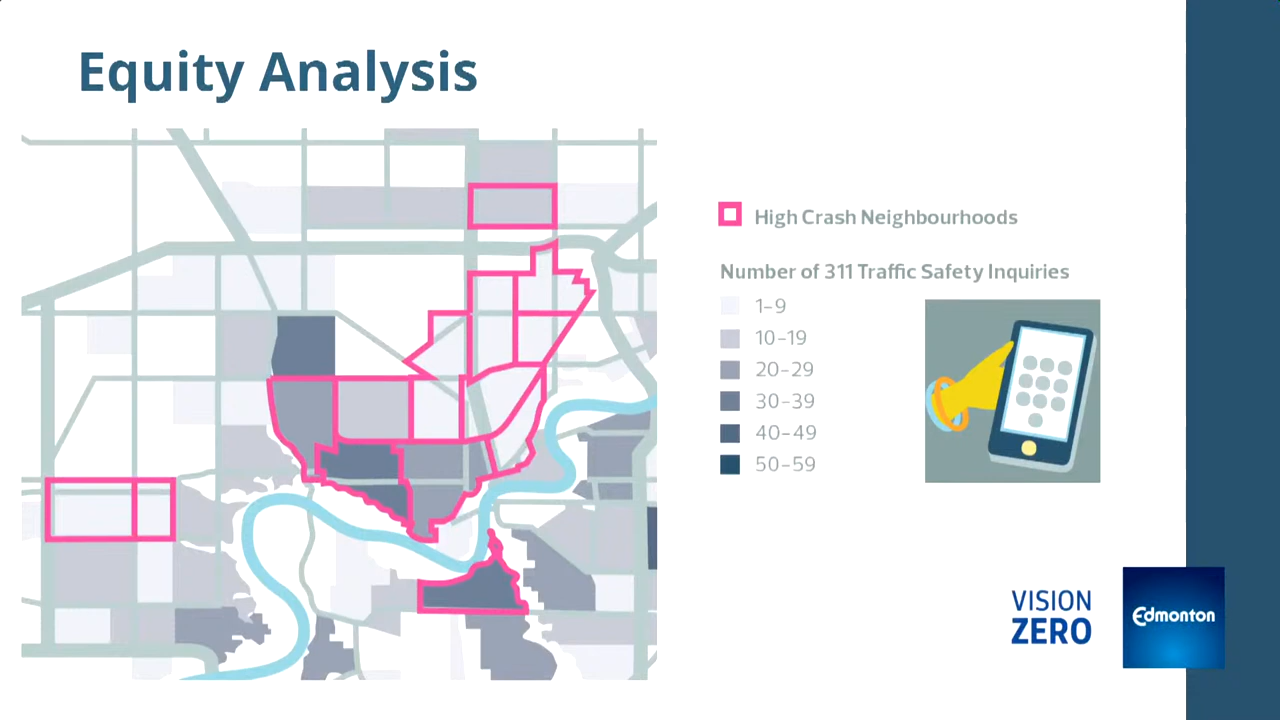 Equity Analysis
High Crash Neighbourhoods
Number of 311 Traffic Safety Inquiries
1–9
10–19
20–29
30–39
40–49
50–59
VISION
ZERO
Edmonton